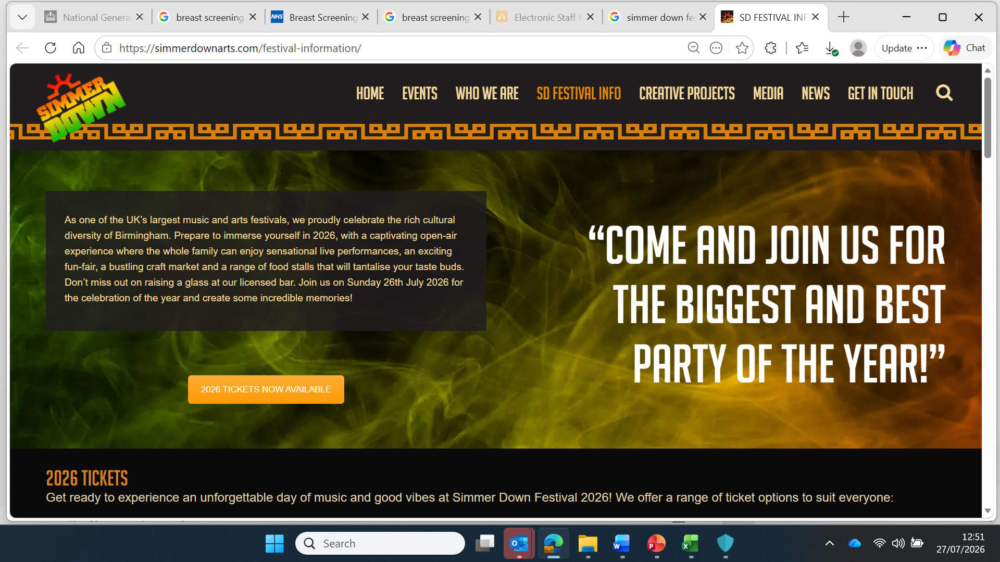 National General
breast screening
Breast Screening
breast screening
Electronic Staff R
simmer down fes
SD FESTIVAL INF
https://simmerdownarts.com/festival-information/
Update
Chat
SIMMER
DOWN
HOME
EVENTS
WHO WE ARE
SD FESTIVAL INFO
CREATIVE PROJECTS
MEDIA
NEWS
GET IN TOUCH
As one of the UK’s largest music and arts festivals, we proudly celebrate the rich cultural
diversity of Birmingham. Prepare to immerse yourself in 2026, with a captivating open-air
experience where the whole family can enjoy sensational live performances, an exciting
fun-fair, a bustling craft market and a range of food stalls that will tantalise your taste buds.
Don’t miss out on raising a glass at our licensed bar. Join us on Sunday 26th July 2026 for
the celebration of the year and create some incredible memories!
“COME AND JOIN US FOR
THE BIGGEST AND BEST
PARTY OF THE YEAR!”
2026 TICKETS NOW AVAILABLE
2026 TICKETS
Get ready to experience an unforgettable day of music and good vibes at Simmer Down Festival 2026! We offer a range of ticket options to suit everyone:
Search
12:51
27/07/2026